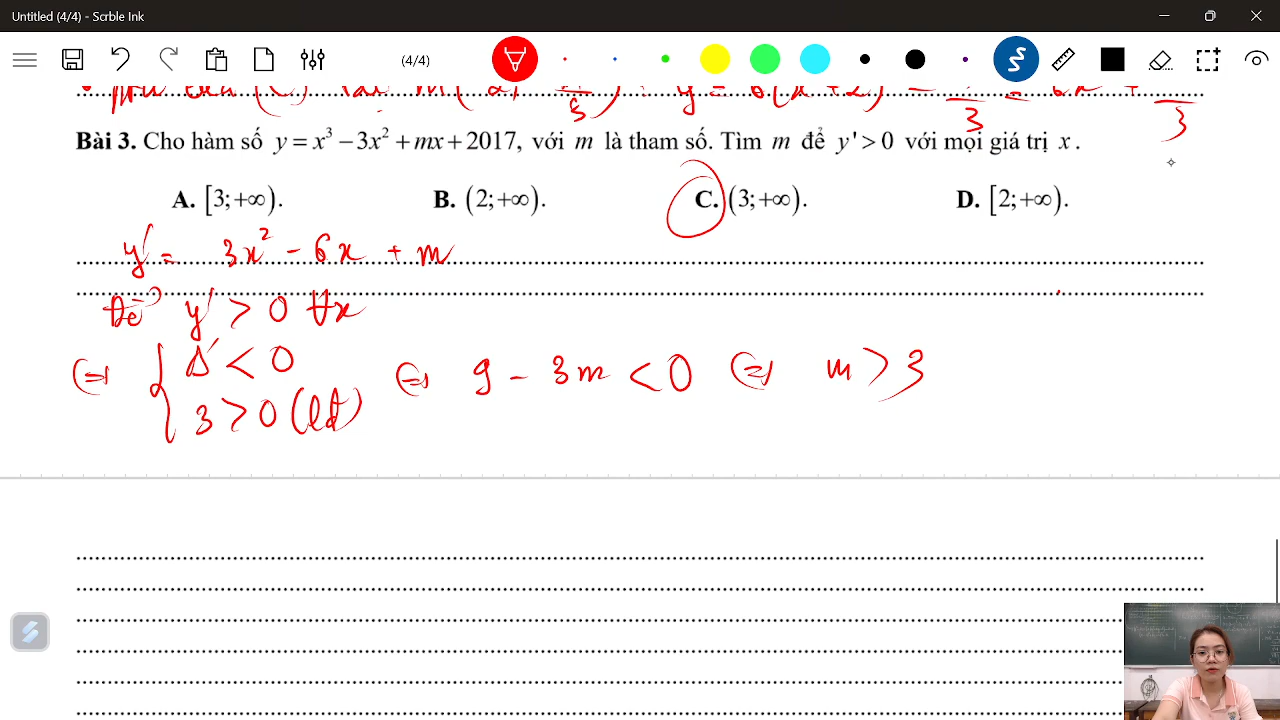 Untitled (4/4) - Scrble Ink
(4/4)
Bài 3. Cho hàm số y = x³ − 3x² + mx + 2017, với m là tham số. Tìm m để y' > 0 với mọi giá trị x.
A. [3;+∞). B. (2;+∞). C. (3;+∞). D. [2;+∞).
y' = 3x² − 6x + m
Để y' > 0 ∀x
⇔ { Δ' < 0 ⇔ 9 − 3m < 0 ⇔ m > 3
3 > 0 (lđ)